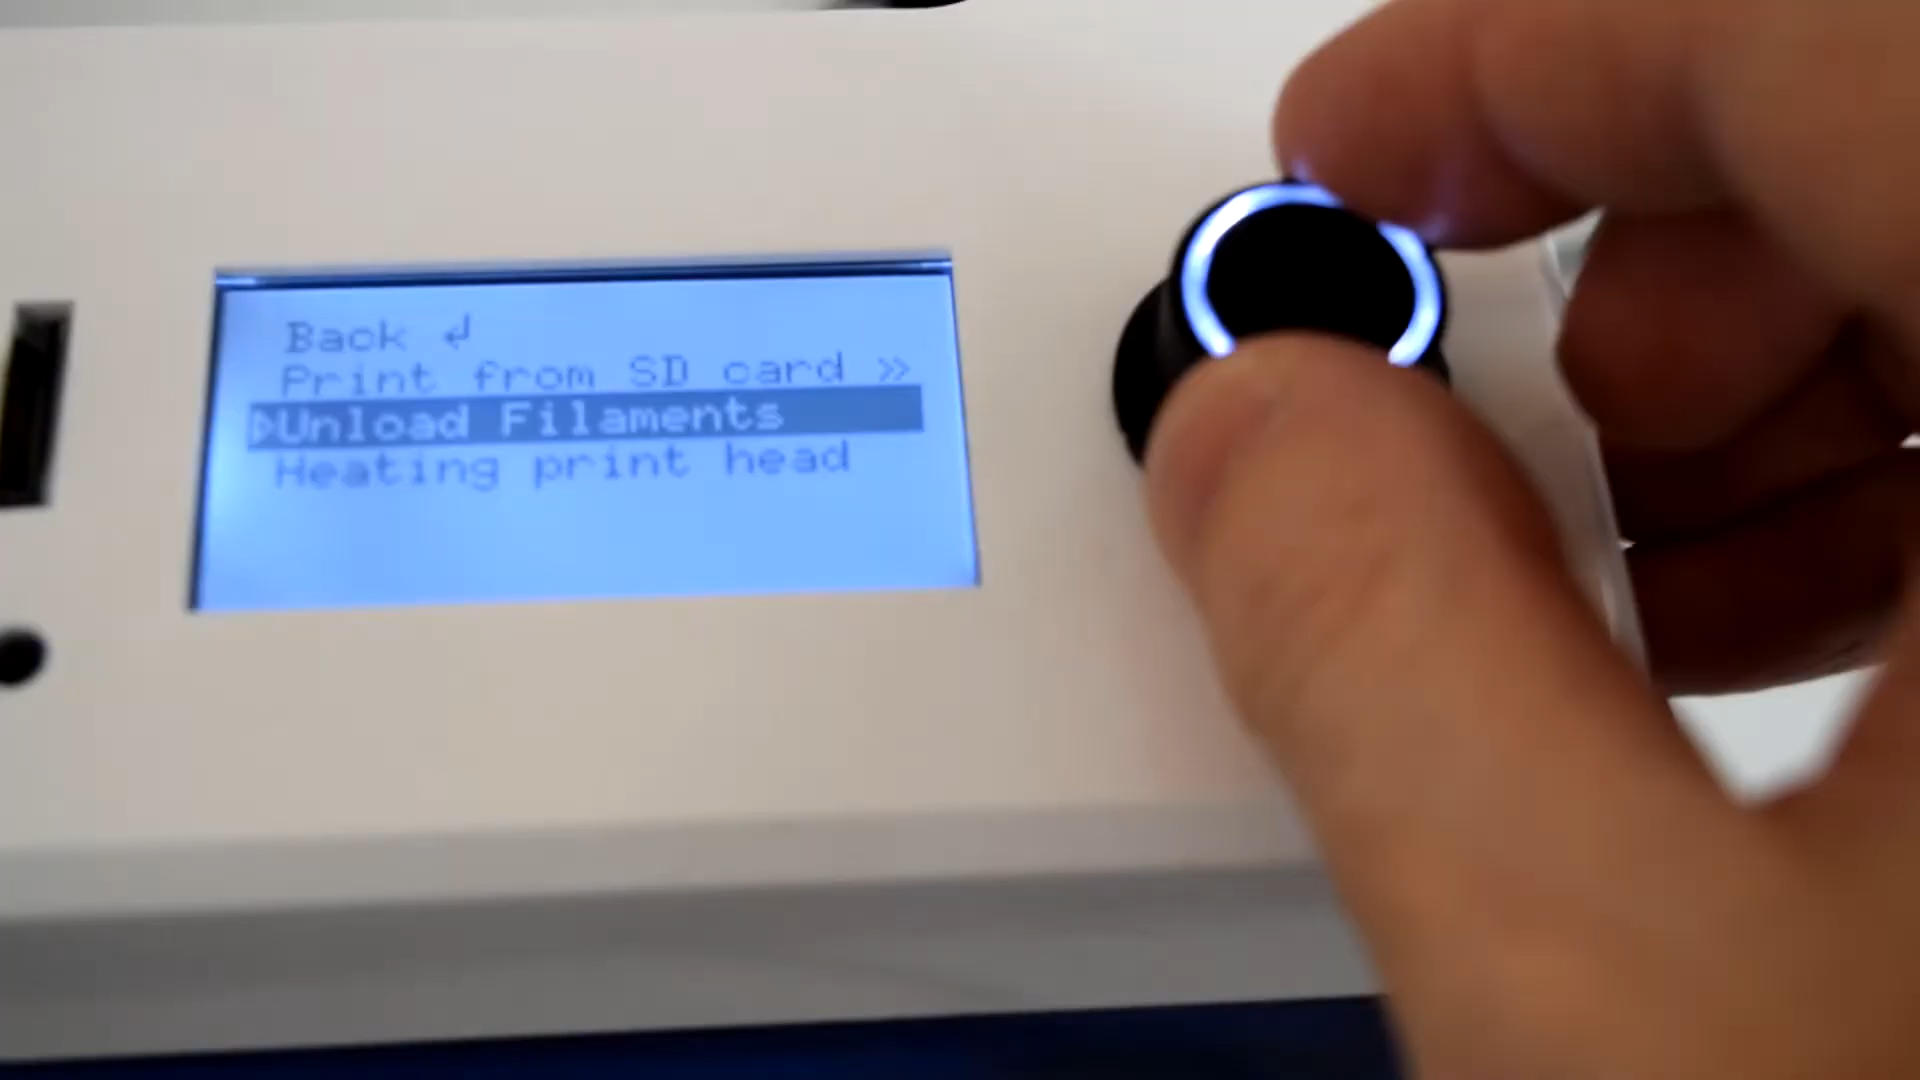 Back ↲
Print from SD card »
▷Unload Filaments
Heating print head